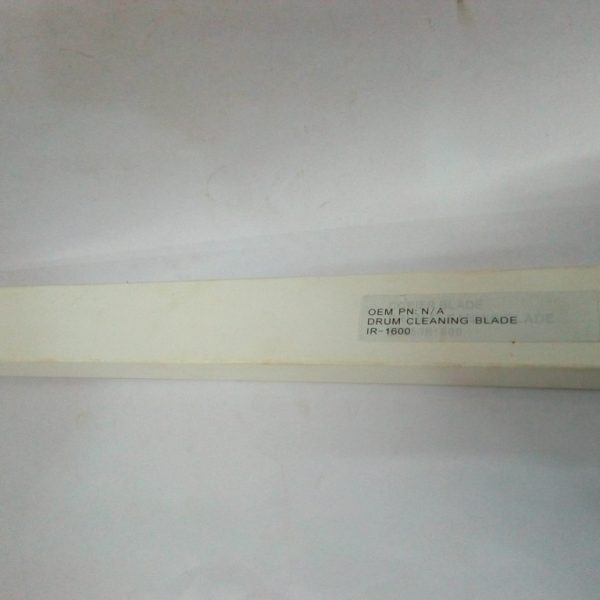 OEM PN: N/A
DRUM CLEANING BLADE
IR-1600